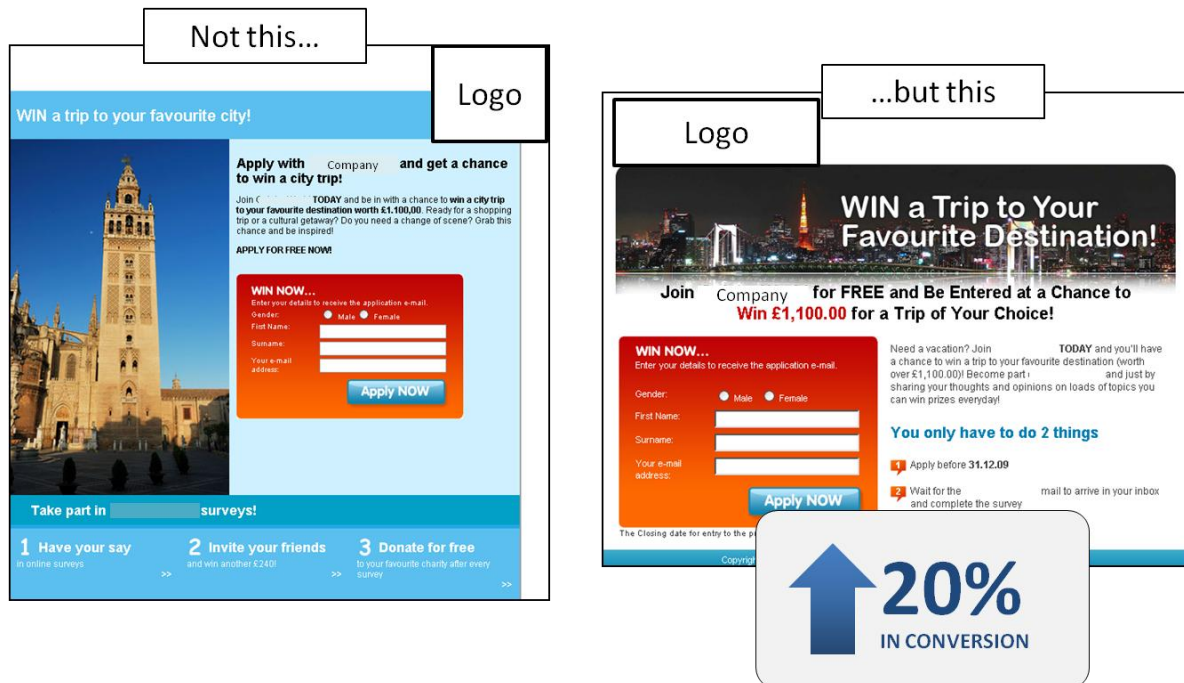 Not this...
Logo
WIN a trip to your favourite city!
Apply with Company and get a chance
to win a city trip!
Join TODAY and be in with a chance to win a city trip
to your favourite destination worth £1.100,00. Ready for a shopping
trip or a cultural getaway? Do you need a change of scene? Grab this
chance and be inspired!
APPLY FOR FREE NOW!
WIN NOW...
Enter your details to receive the application e-mail.
Gender: Male Female
First Name:
Surname:
Your e-mail
address:
Apply NOW
Take part in surveys!
1 Have your say
in online surveys
>>
2 Invite your friends
and win another £240!
>>
3 Donate for free
to your favourite charity after every
survey
>>
...but this
Logo
WIN a Trip to Your
Favourite Destination!
Join Company for FREE and Be Entered at a Chance to
Win £1,100.00 for a Trip of Your Choice!
WIN NOW...
Enter your details to receive the application e-mail.
Gender: Male Female
First Name:
Surname:
Your e-mail
address:
Apply NOW
Need a vacation? Join TODAY and you'll have
a chance to win a trip to your favourite destination (worth
over £1,100.00)! Become part and just by
sharing your thoughts and opinions on loads of topics you
can win prizes everyday!
You only have to do 2 things
1 Apply before 31.12.09
2 Wait for the mail to arrive in your inbox
and complete the survey
The Closing date for entry to the
Copyrig
20%
IN CONVERSION